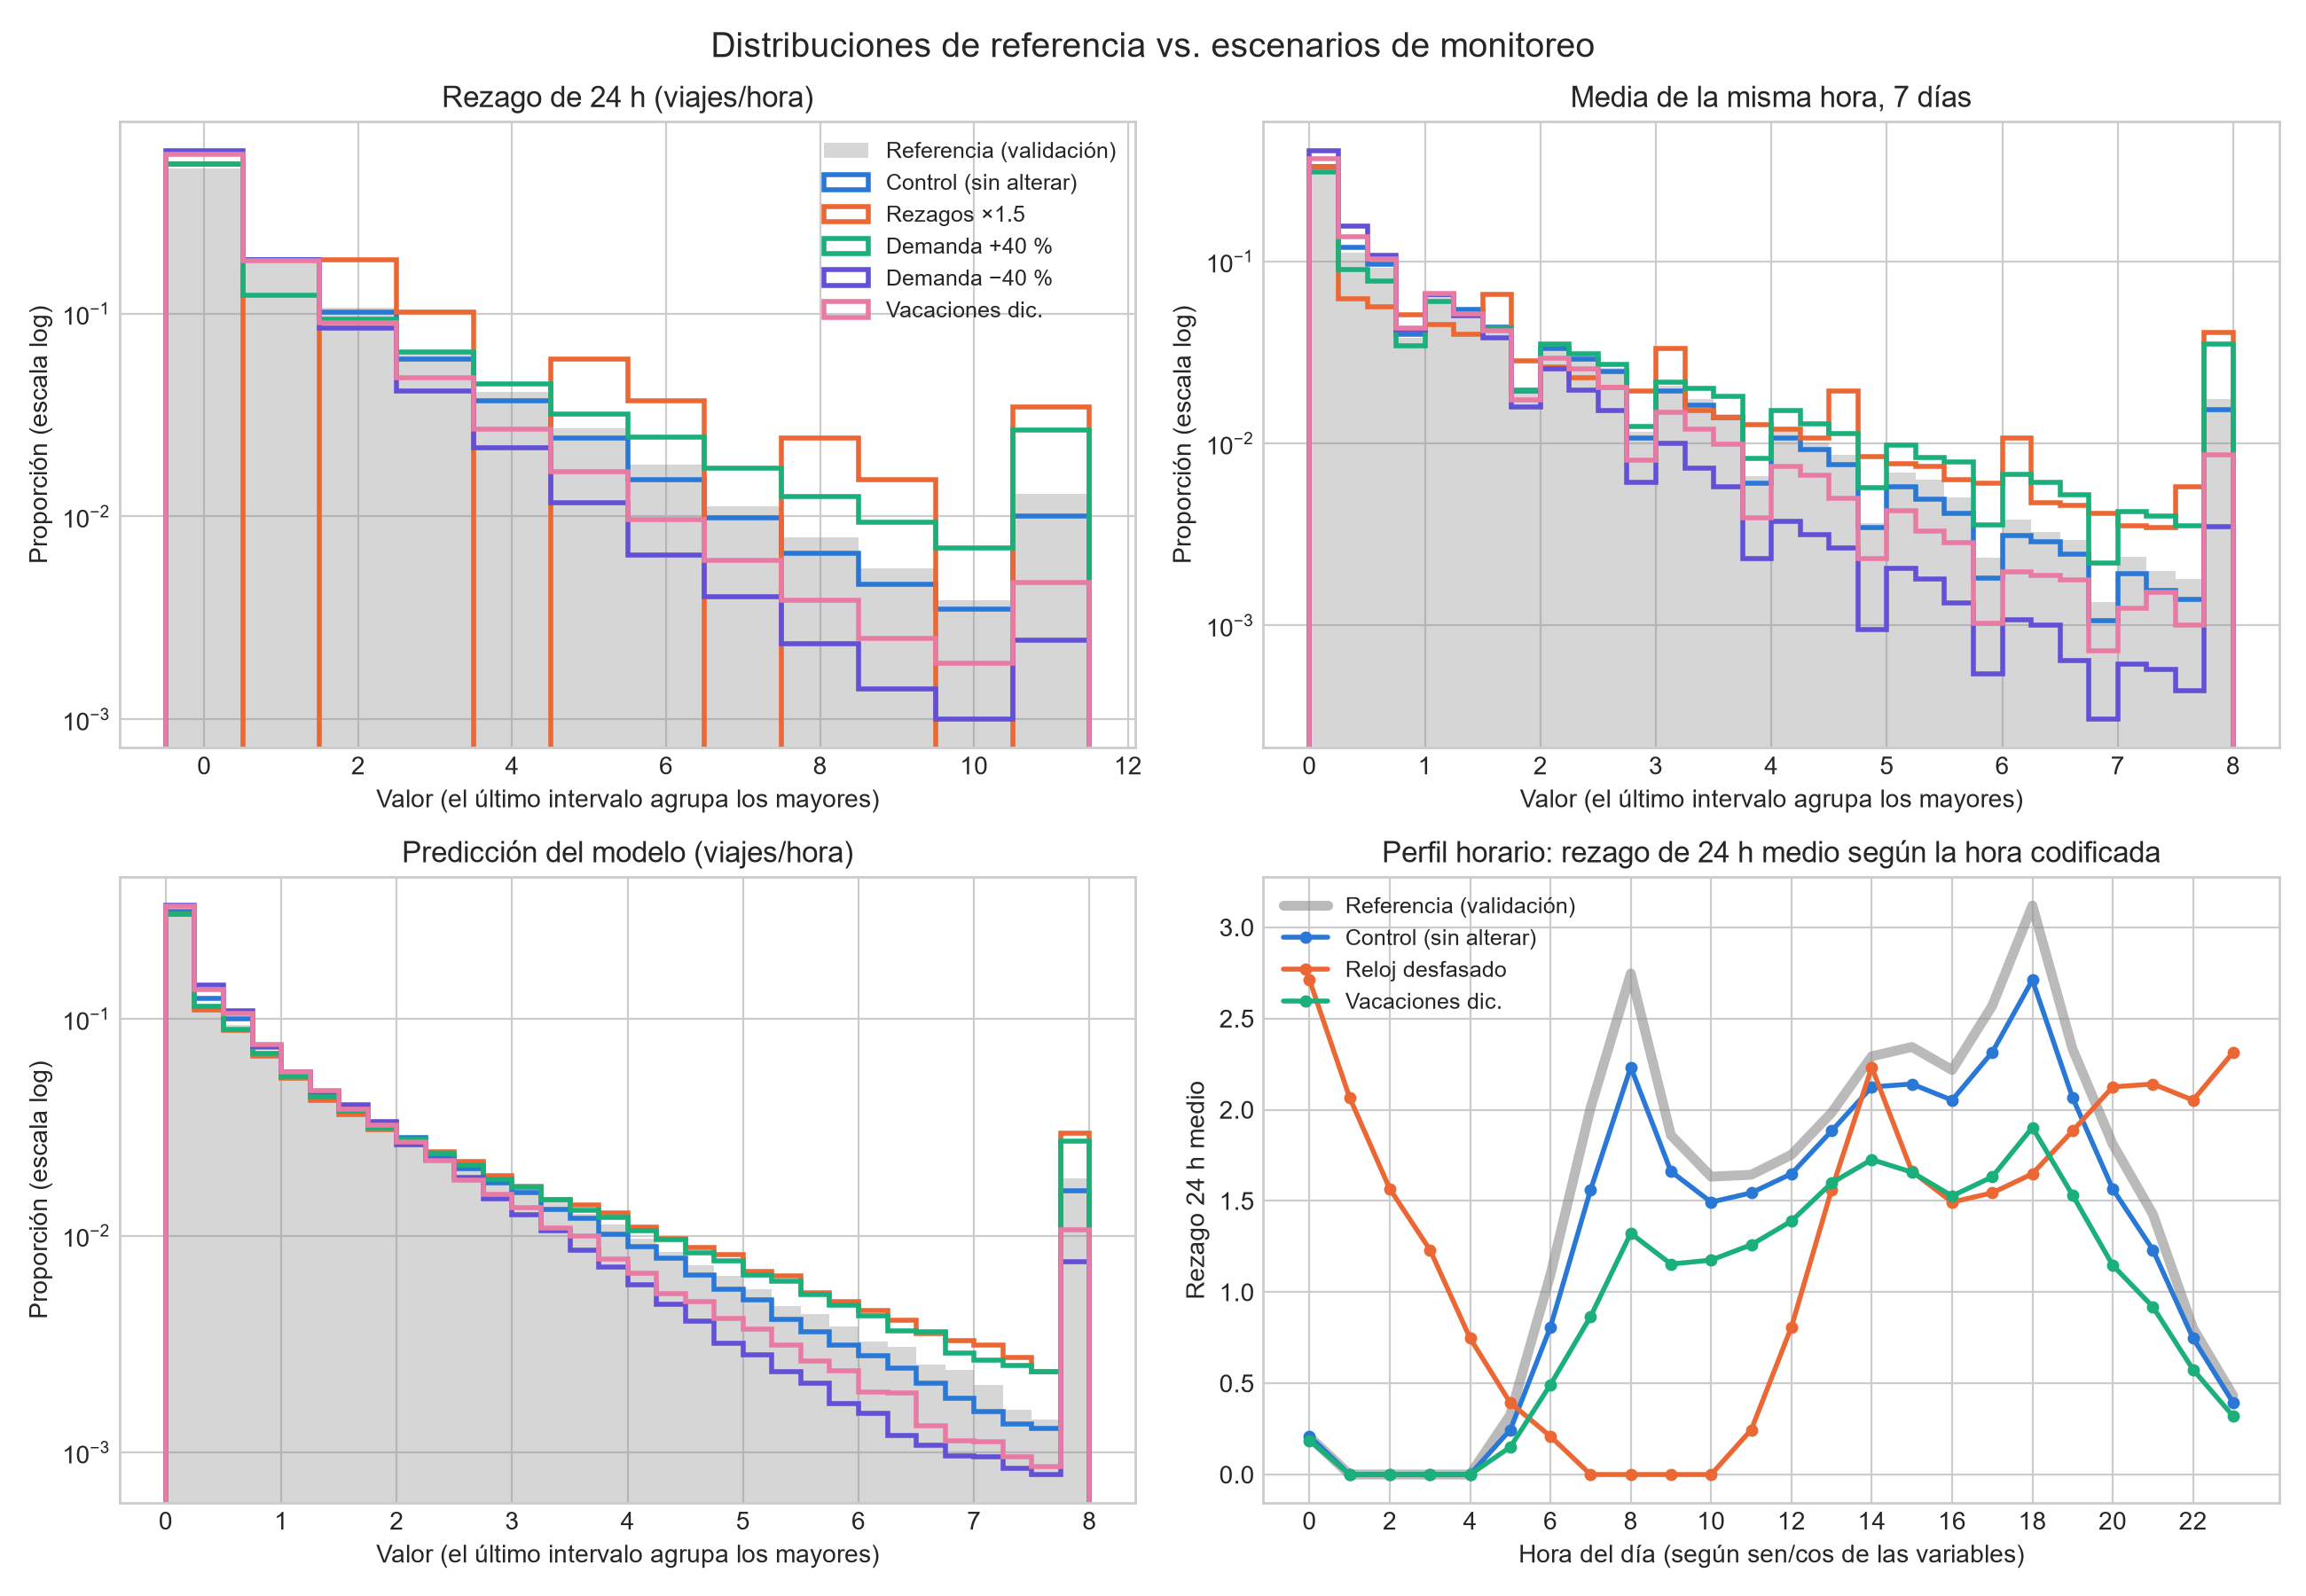 Distribuciones de referencia vs. escenarios de monitoreo
Rezago de 24 h (viajes/hora)
Proporción (escala log)
10⁻¹
10⁻²
10⁻³
Referencia (validación)
Control (sin alterar)
Rezagos ×1.5
Demanda +40 %
Demanda −40 %
Vacaciones dic.
0 2 4 6 8 10 12
Valor (el último intervalo agrupa los mayores)
Media de la misma hora, 7 días
Proporción (escala log)
10⁻¹
10⁻²
10⁻³
0 1 2 3 4 5 6 7 8
Valor (el último intervalo agrupa los mayores)
Predicción del modelo (viajes/hora)
Proporción (escala log)
10⁻¹
10⁻²
10⁻³
0 1 2 3 4 5 6 7 8
Valor (el último intervalo agrupa los mayores)
Perfil horario: rezago de 24 h medio según la hora codificada
Rezago 24 h medio
3.0
2.5
2.0
1.5
1.0
0.5
0.0
Referencia (validación)
Control (sin alterar)
Reloj desfasado
Vacaciones dic.
0 2 4 6 8 10 12 14 16 18 20 22
Hora del día (según sen/cos de las variables)